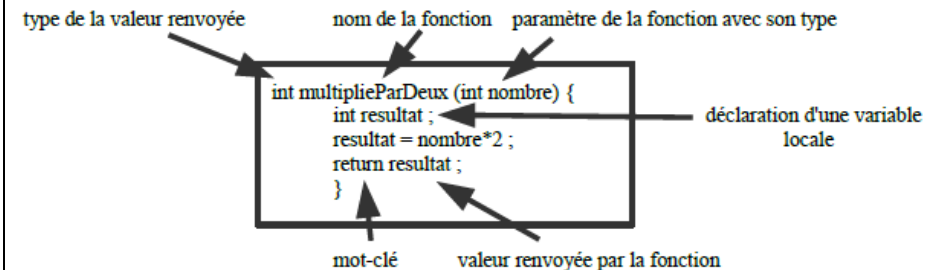 type de la valeur renvoyée nom de la fonction paramètre de la fonction avec son type
int multiplieParDeux (int nombre) {
int resultat ;
déclaration d'une variable
locale
resultat = nombre*2 ;
return resultat ;
}
mot-clé valeur renvoyée par la fonction